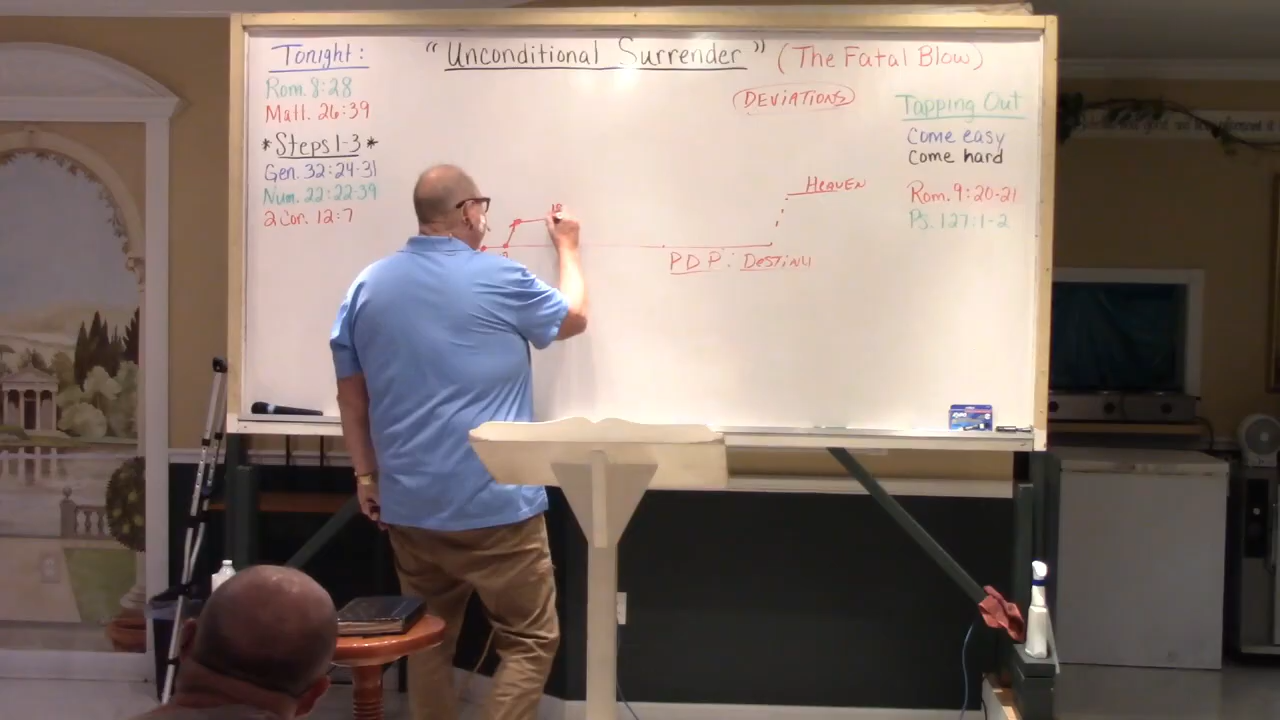 Tonight:
Rom. 8:28
Matt. 26:39
*Steps 1-3*
Gen. 32:24-31
Num. 22:22-39
2 Cor. 12:7
"Unconditional Surrender" (The Fatal Blow)
DEViATiONS
Tapping Out
Come easy
Come hard
Rom. 9:20-21
Ps. 127:1-2
HEAVEN
18
PDP: DESTiNY